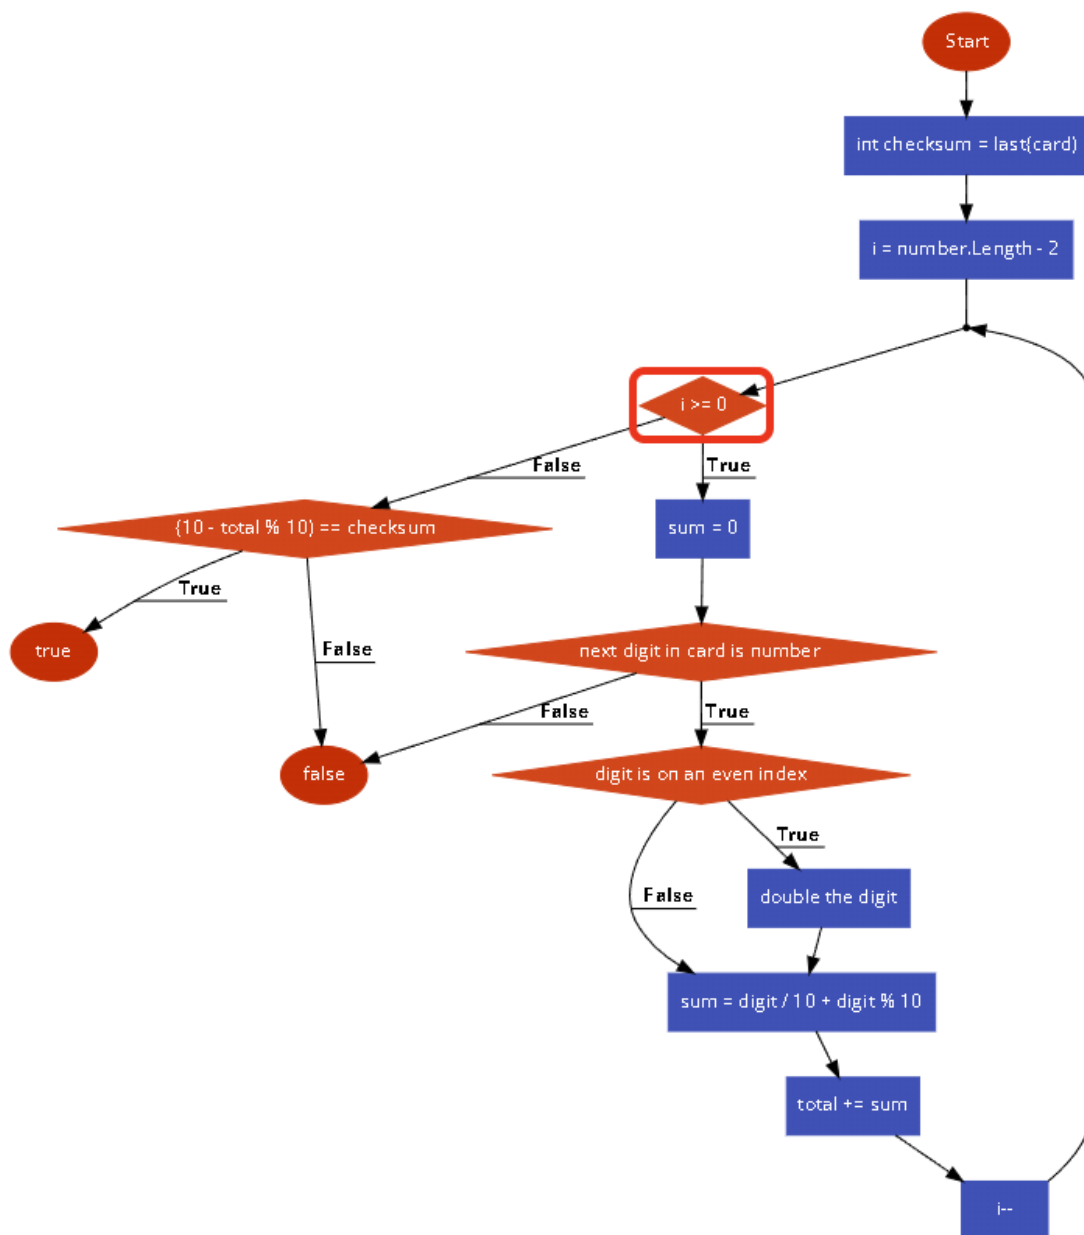 Start
int checksum = last(card)
i = number.Length - 2
i >= 0
False
True
(10 - total % 10) == checksum
sum = 0
True
true
False
next digit in card is number
False
True
false
digit is on an even index
True
False
double the digit
sum = digit / 10 + digit % 10
total += sum
i--